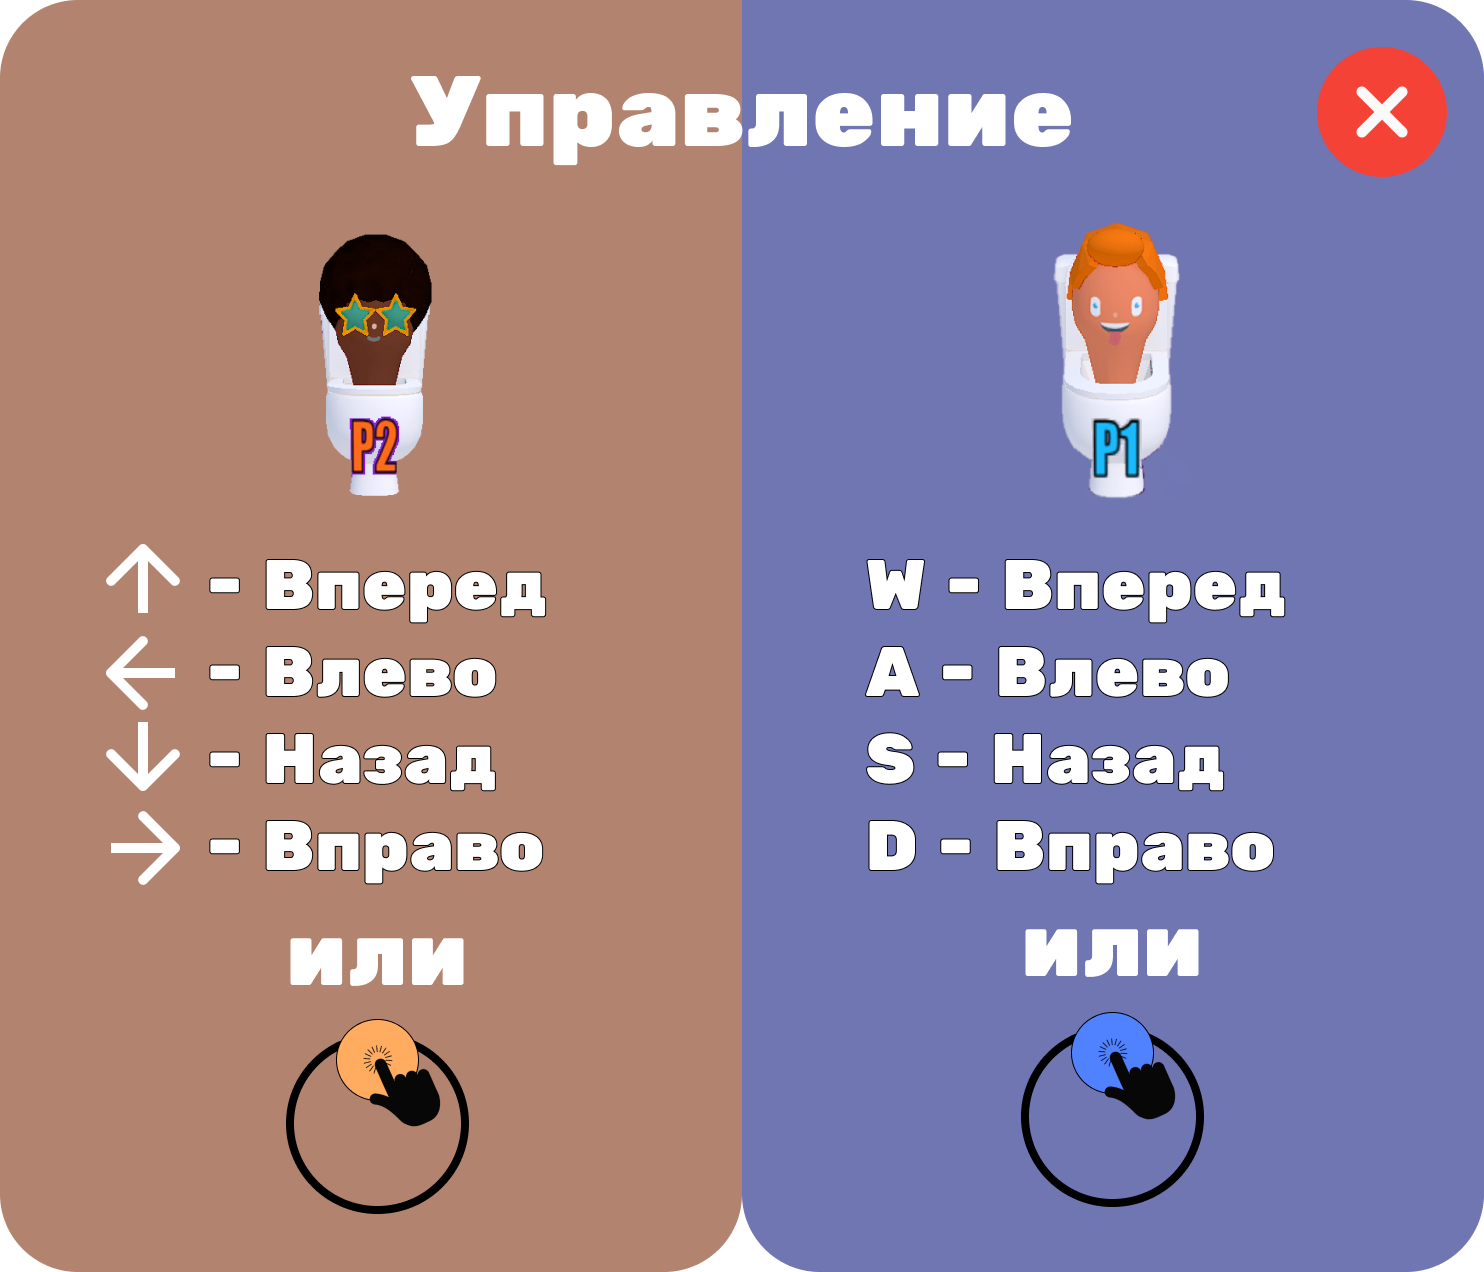 Управление
P2
↑ - Вперед
← - Влево
↓ - Назад
→ - Вправо
или
P1
W - Вперед
A - Влево
S - Назад
D - Вправо
или